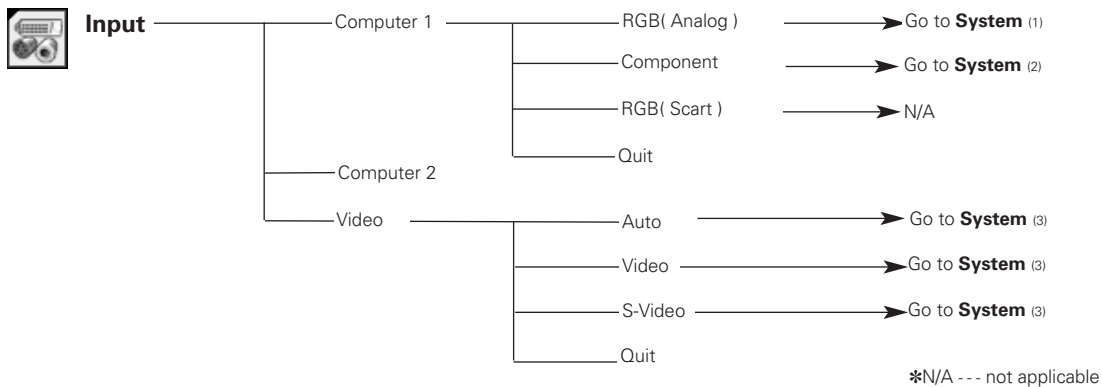 Input
Computer 1
RGB( Analog )
Go to System (1)
Component
Go to System (2)
RGB( Scart )
N/A
Quit
Computer 2
Video
Auto
Go to System (3)
Video
Go to System (3)
S-Video
Go to System (3)
Quit
✽N/A - - - not applicable